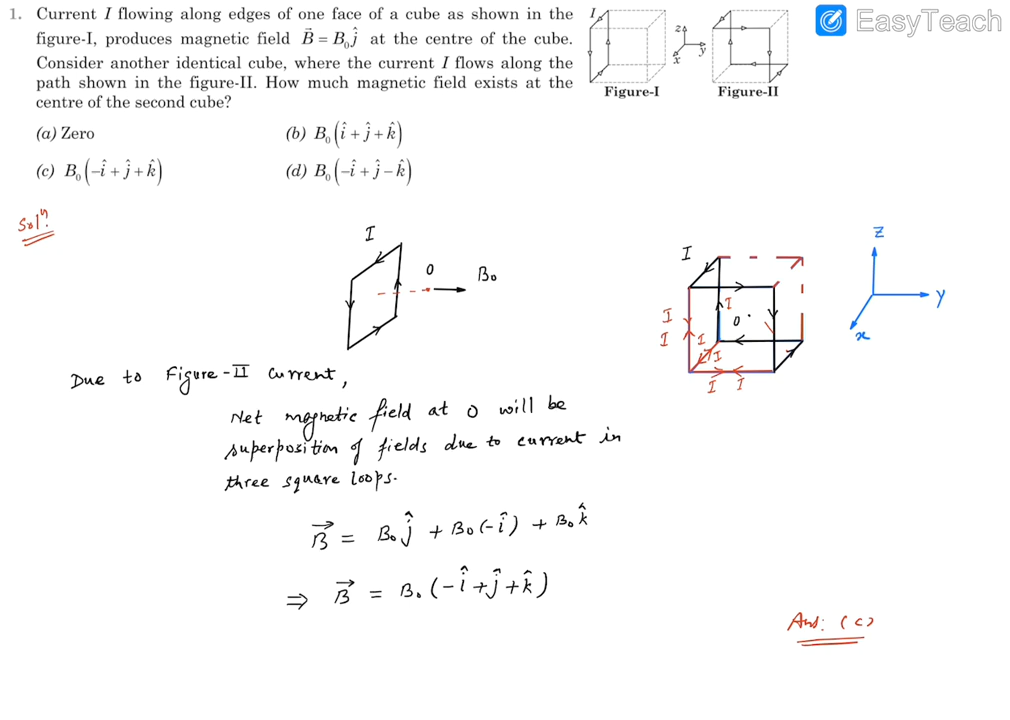 1. Current I flowing along edges of one face of a cube as shown in the
figure-I, produces magnetic field B⃗ = B₀ĵ at the centre of the cube.
Consider another identical cube, where the current I flows along the
path shown in the figure-II. How much magnetic field exists at the
centre of the second cube?
(a) Zero
(b) B₀(î + ĵ + k̂)
(c) B₀(-î + ĵ + k̂)
(d) B₀(-î + ĵ - k̂)
I
Figure-I
z
y
x
Figure-II
EasyTeach
Solⁿ.
I
O
B₀
I
I
I
I
I
I
I
I
O
Z
y
x
Due to Figure-II current,
Net magnetic field at O will be
superposition of fields due to current in
three square loops.
B⃗ = B₀ĵ + B₀(-î) + B₀k̂
⇒ B⃗ = B₀(-î + ĵ + k̂)
Ans: (c)